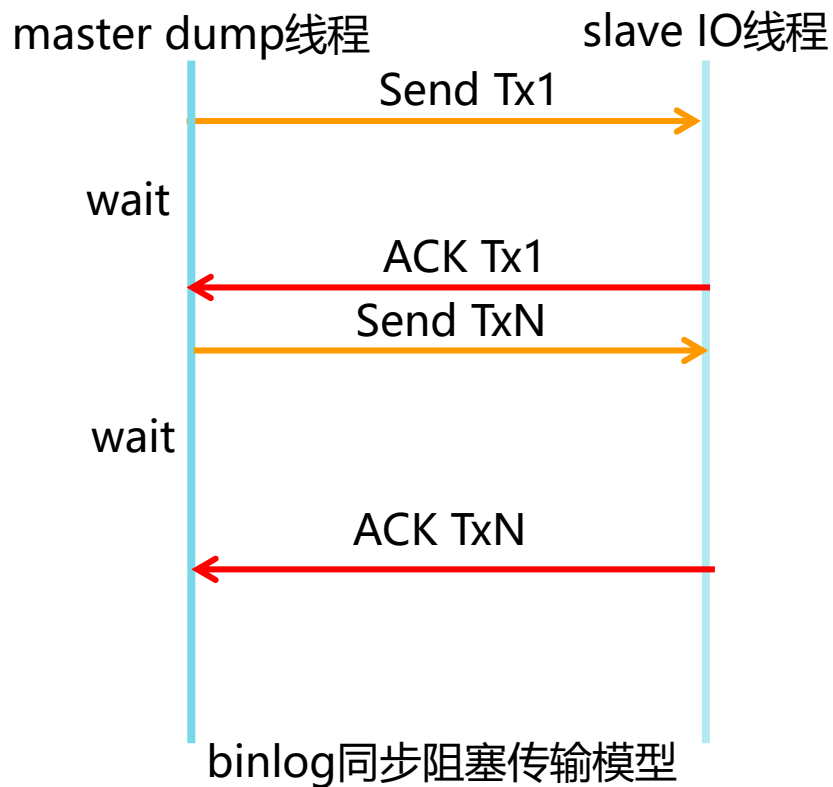 master dump线程
slave IO线程
Send Tx1
wait
ACK Tx1
Send TxN
wait
ACK TxN
binlog同步阻塞传输模型